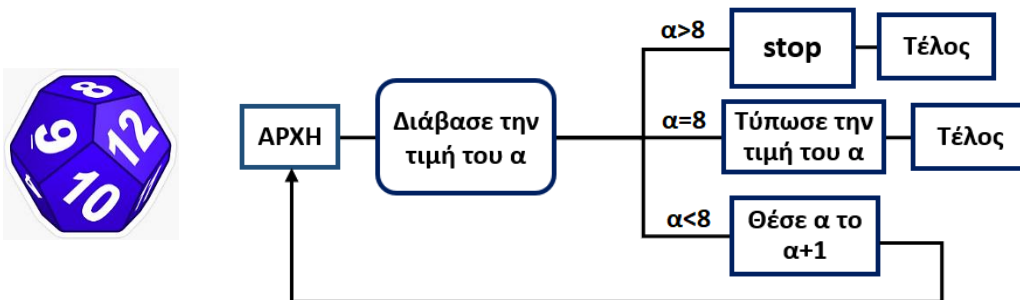 8
9
12
10
ΑΡΧΗ
Διάβασε την
τιμή του α
α>8
stop
Τέλος
α=8
Τύπωσε την
τιμή του α
Τέλος
α<8
Θέσε α το
α+1